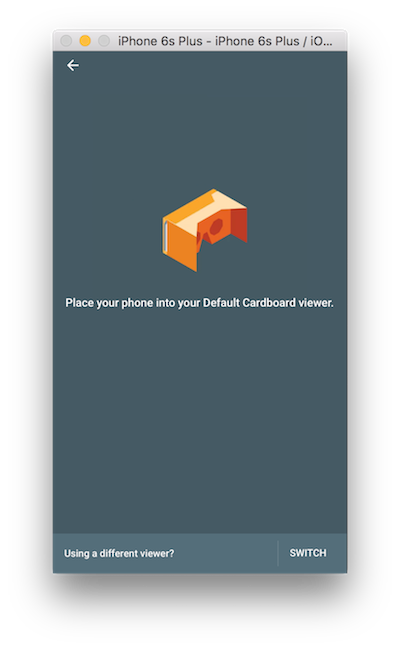 iPhone 6s Plus - iPhone 6s Plus / iO...
Place your phone into your Default Cardboard viewer.
Using a different viewer? SWITCH